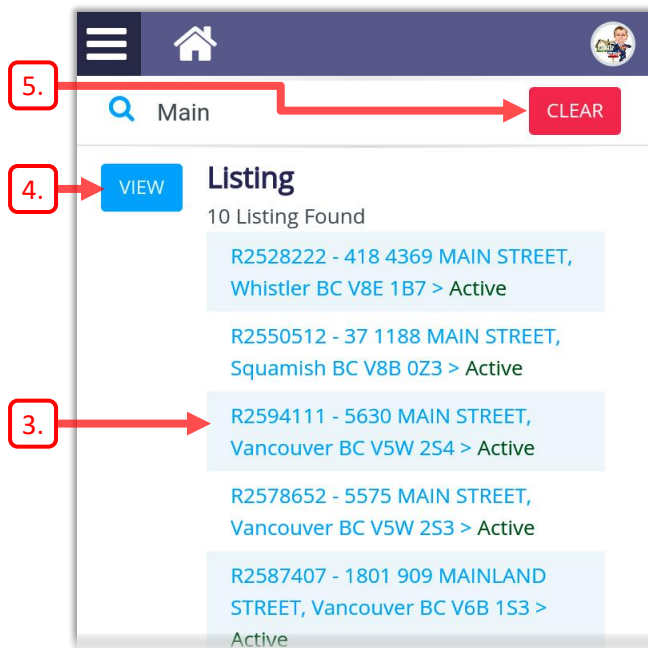 5.
Main
CLEAR
4.
VIEW
Listing
10 Listing Found
R2528222 - 418 4369 MAIN STREET,
Whistler BC V8E 1B7 > Active
R2550512 - 37 1188 MAIN STREET,
Squamish BC V8B 0Z3 > Active
3.
R2594111 - 5630 MAIN STREET,
Vancouver BC V5W 2S4 > Active
R2578652 - 5575 MAIN STREET,
Vancouver BC V5W 2S3 > Active
R2587407 - 1801 909 MAINLAND
STREET, Vancouver BC V6B 1S3 >
Active